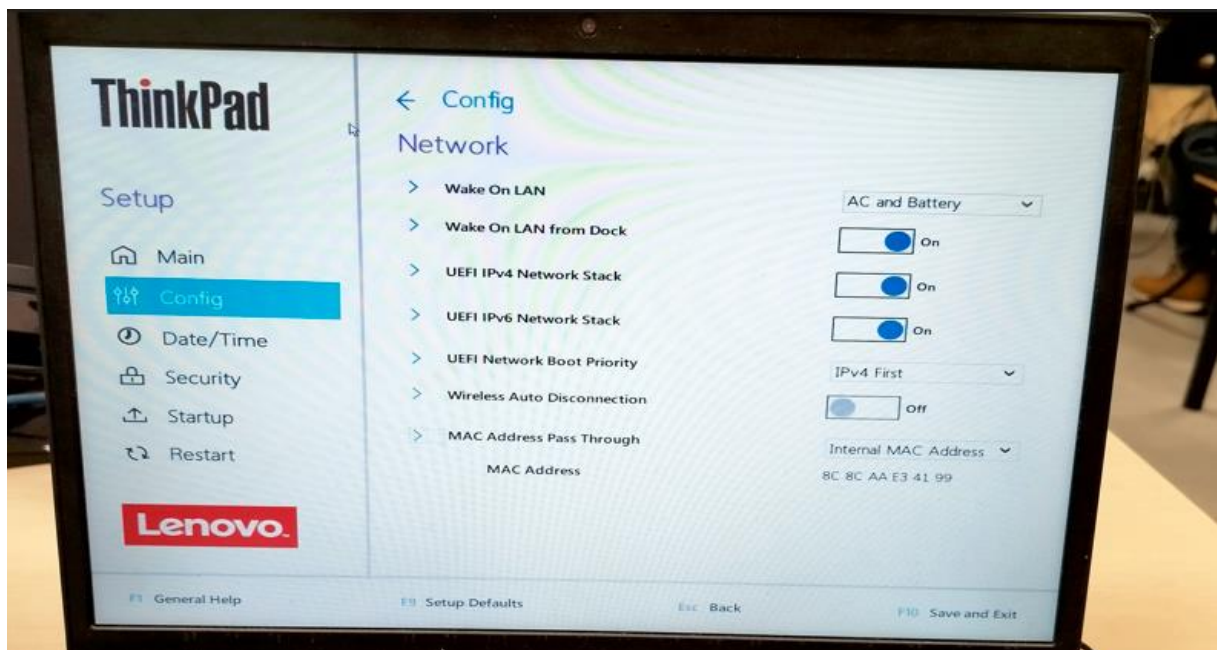 ThinkPad
Setup
Main
Config
Date/Time
Security
Startup
Restart
Lenovo.
← Config
Network
> Wake On LAN AC and Battery
> Wake On LAN from Dock On
> UEFI IPv4 Network Stack On
> UEFI IPv6 Network Stack On
> UEFI Network Boot Priority IPv4 First
> Wireless Auto Disconnection Off
> MAC Address Pass Through Internal MAC Address
MAC Address 8C 8C AA E3 41 99
F1 General Help F9 Setup Defaults Esc Back F10 Save and Exit